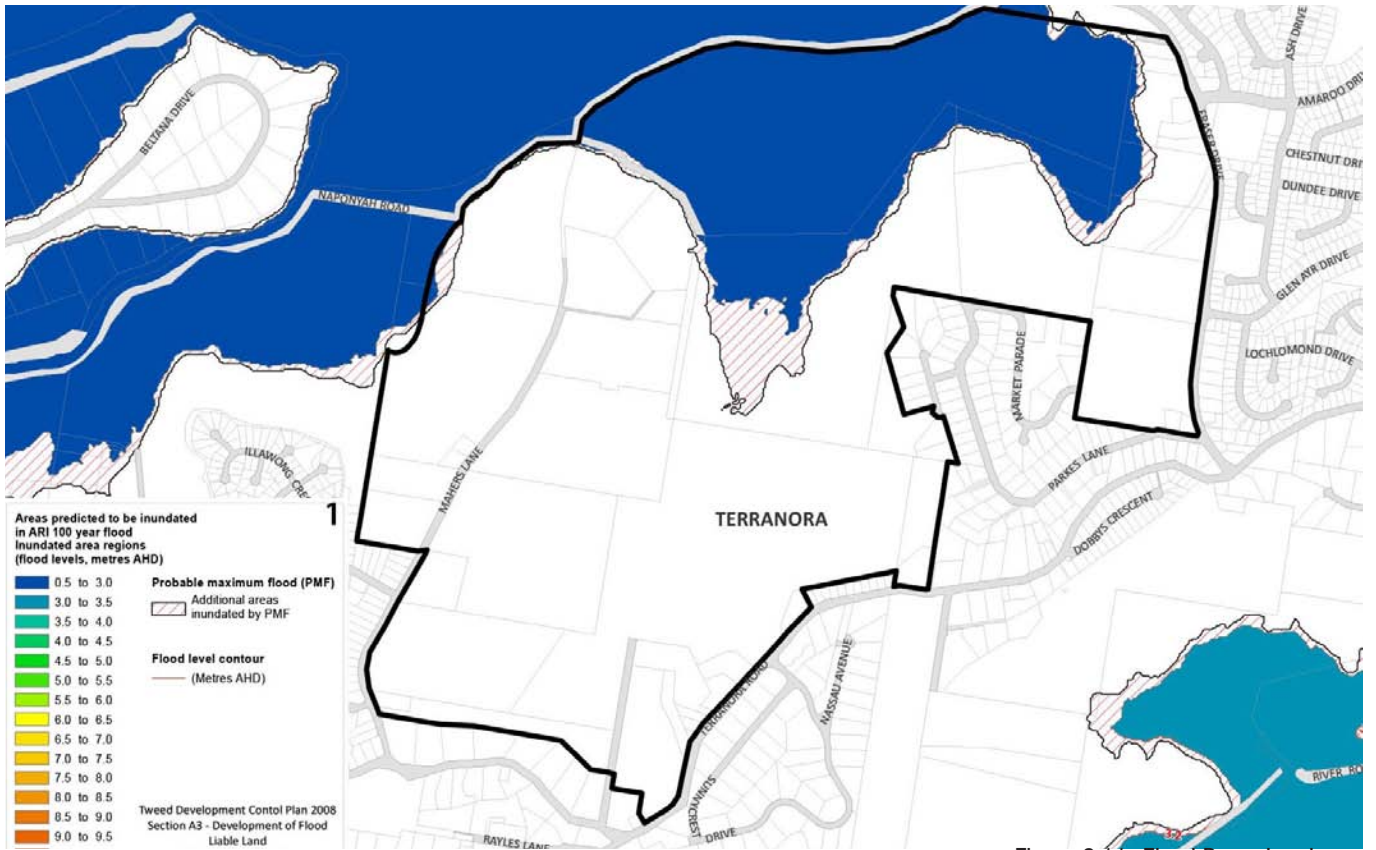 BELTANA DRIVE
NAPONYAH ROAD
ASH DRIVE
AMAROO DRI
FRASER DRIVE
CHESTNUT DRI
DUNDEE DRIVE
GLEN AYR DRIVE
LOCHLOMOND DRIVE
MARKET PARADE
PARKES LANE
DOBBYS CRESCENT
ILLAWONG CRE
MAHERS LANE
TERRANORA
TERRANORA ROAD
NASSAU AVENUE
SUNNYCREST DRIVE
RAYLES LANE
RIVER RO
3.2
1
Areas predicted to be inundated
in ARI 100 year flood
Inundated area regions
(flood levels, metres AHD)
0.5 to 3.0
3.0 to 3.5
3.5 to 4.0
4.0 to 4.5
4.5 to 5.0
5.0 to 5.5
5.5 to 6.0
6.0 to 6.5
6.5 to 7.0
7.0 to 7.5
7.5 to 8.0
8.0 to 8.5
8.5 to 9.0
9.0 to 9.5
Probable maximum flood (PMF)
Additional areas
inundated by PMF
Flood level contour
(Metres AHD)
Tweed Development Contol Plan 2008
Section A3 - Development of Flood
Liable Land